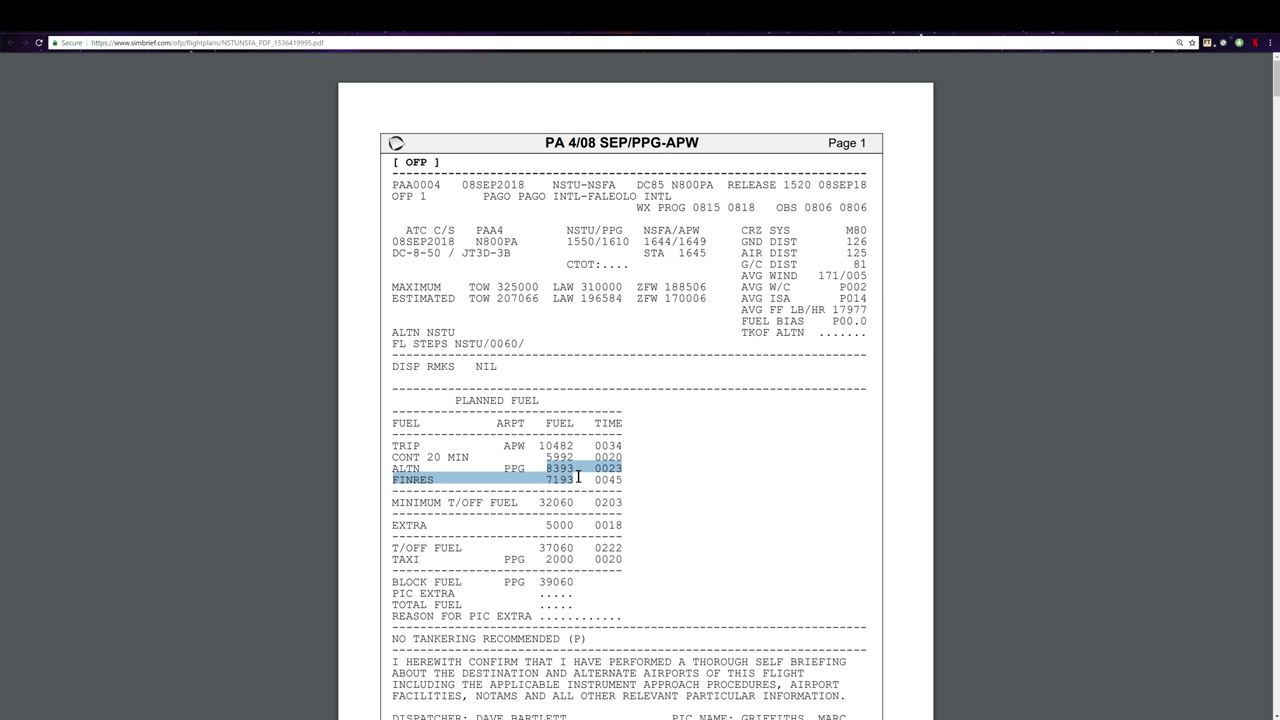 Secure
https://www.simbrief.com/ofp/flightplans/NSTUNSFA_PDF_1536419995.pdf
PA 4/08 SEP/PPG-APW Page 1
[ OFP ]
--------------------------------------------------------------------
PAA0004 08SEP2018 NSTU-NSFA DC85 N800PA RELEASE 1520 08SEP18
OFP 1 PAGO PAGO INTL-FALEOLO INTL
WX PROG 0815 0818 OBS 0806 0806
ATC C/S PAA4 NSTU/PPG NSFA/APW CRZ SYS M80
08SEP2018 N800PA 1550/1610 1644/1649 GND DIST 126
DC-8-50 / JT3D-3B STA 1645 AIR DIST 125
CTOT:.... G/C DIST 81
AVG WIND 171/005
MAXIMUM TOW 325000 LAW 310000 ZFW 188506 AVG W/C P002
ESTIMATED TOW 207066 LAW 196584 ZFW 170006 AVG ISA P014
AVG FF LB/HR 17977
FUEL BIAS P00.0
ALTN NSTU TKOF ALTN .......
FL STEPS NSTU/0060/
--------------------------------------------------------------------
DISP RMKS NIL
--------------------------------------------------------------------
PLANNED FUEL
---------------------------------
FUEL ARPT FUEL TIME
---------------------------------
TRIP APW 10482 0034
CONT 20 MIN 5992 0020
ALTN PPG 8393 0023
FINRES 7193 0045
---------------------------------
MINIMUM T/OFF FUEL 32060 0203
---------------------------------
EXTRA 5000 0018
---------------------------------
T/OFF FUEL 37060 0222
TAXI PPG 2000 0020
---------------------------------
BLOCK FUEL PPG 39060
PIC EXTRA .....
TOTAL FUEL .....
REASON FOR PIC EXTRA ............
--------------------------------------------------------------------
NO TANKERING RECOMMENDED (P)
--------------------------------------------------------------------
I HEREWITH CONFIRM THAT I HAVE PERFORMED A THOROUGH SELF BRIEFING
ABOUT THE DESTINATION AND ALTERNATE AIRPORTS OF THIS FLIGHT
INCLUDING THE APPLICABLE INSTRUMENT APPROACH PROCEDURES, AIRPORT
FACILITIES, NOTAMS AND ALL OTHER RELEVANT PARTICULAR INFORMATION.
DISPATCHER: DAVE BARTLETT PIC NAME: GRIFFITHS, MARC